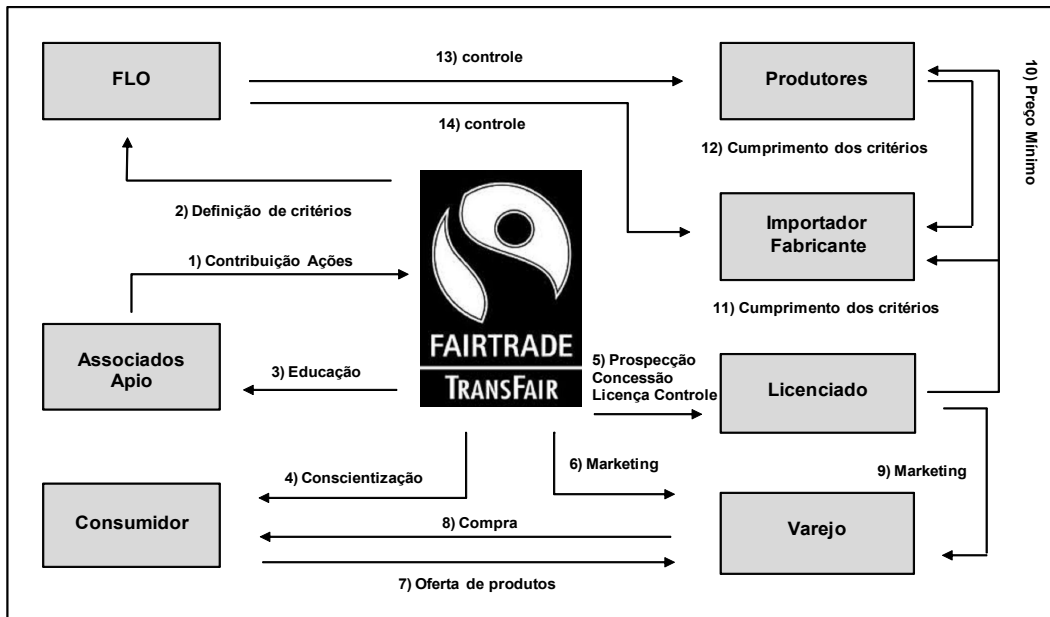 FLO
13) controle
Produtores
10) Preço Mínimo
14) controle
12) Cumprimento dos critérios
2) Definição de critérios
Importador
Fabricante
1) Contribuição Ações
11) Cumprimento dos critérios
FAIRTRADE
TRANSFAIR
Associados
Apio
3) Educação
5) Prospecção
Concessão
Licença Controle
Licenciado
4) Conscientização
6) Marketing
9) Marketing
Consumidor
8) Compra
Varejo
7) Oferta de produtos